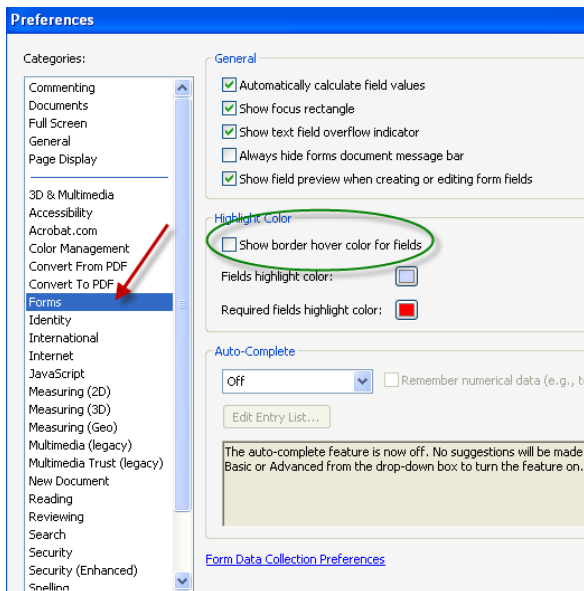 Preferences
Categories:
Commenting
Documents
Full Screen
General
Page Display
3D & Multimedia
Accessibility
Acrobat.com
Color Management
Convert From PDF
Convert To PDF
Forms
Identity
International
Internet
JavaScript
Measuring (2D)
Measuring (3D)
Measuring (Geo)
Multimedia (legacy)
Multimedia Trust (legacy)
New Document
Reading
Reviewing
Search
Security
Security (Enhanced)
Spelling
General
Automatically calculate field values
Show focus rectangle
Show text field overflow indicator
Always hide forms document message bar
Show field preview when creating or editing form fields
Highlight Color
Show border hover color for fields
Fields highlight color:
Required fields highlight color:
Auto-Complete
Off
Remember numerical data (e.g., t
Edit Entry List...
The auto-complete feature is now off. No suggestions will be made
Basic or Advanced from the drop-down box to turn the feature on.
Form Data Collection Preferences